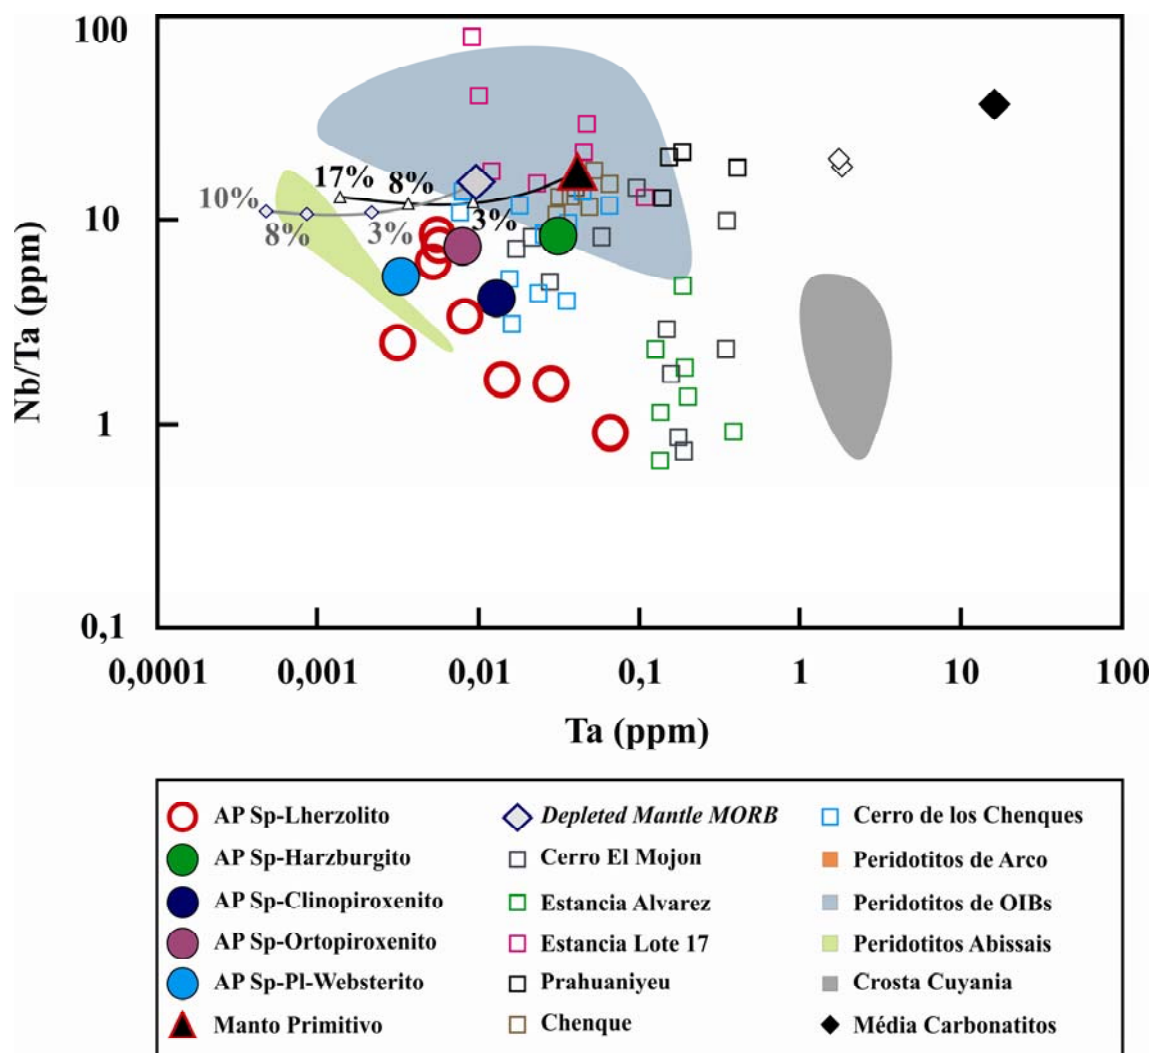 100
17%
8%
10%
10
3%
8%
3%
Nb/Ta (ppm)
1
0,1
0,0001 0,001 0,01 0,1 1 10 100
Ta (ppm)
AP Sp-Lherzolito
AP Sp-Harzburgito
AP Sp-Clinopiroxenito
AP Sp-Ortopiroxenito
AP Sp-Pl-Websterito
Manto Primitivo
Depleted Mantle MORB
Cerro El Mojon
Estancia Alvarez
Estancia Lote 17
Prahuaniyeu
Chenque
Cerro de los Chenques
Peridotitos de Arco
Peridotitos de OIBs
Peridotitos Abissais
Crosta Cuyania
Média Carbonatitos